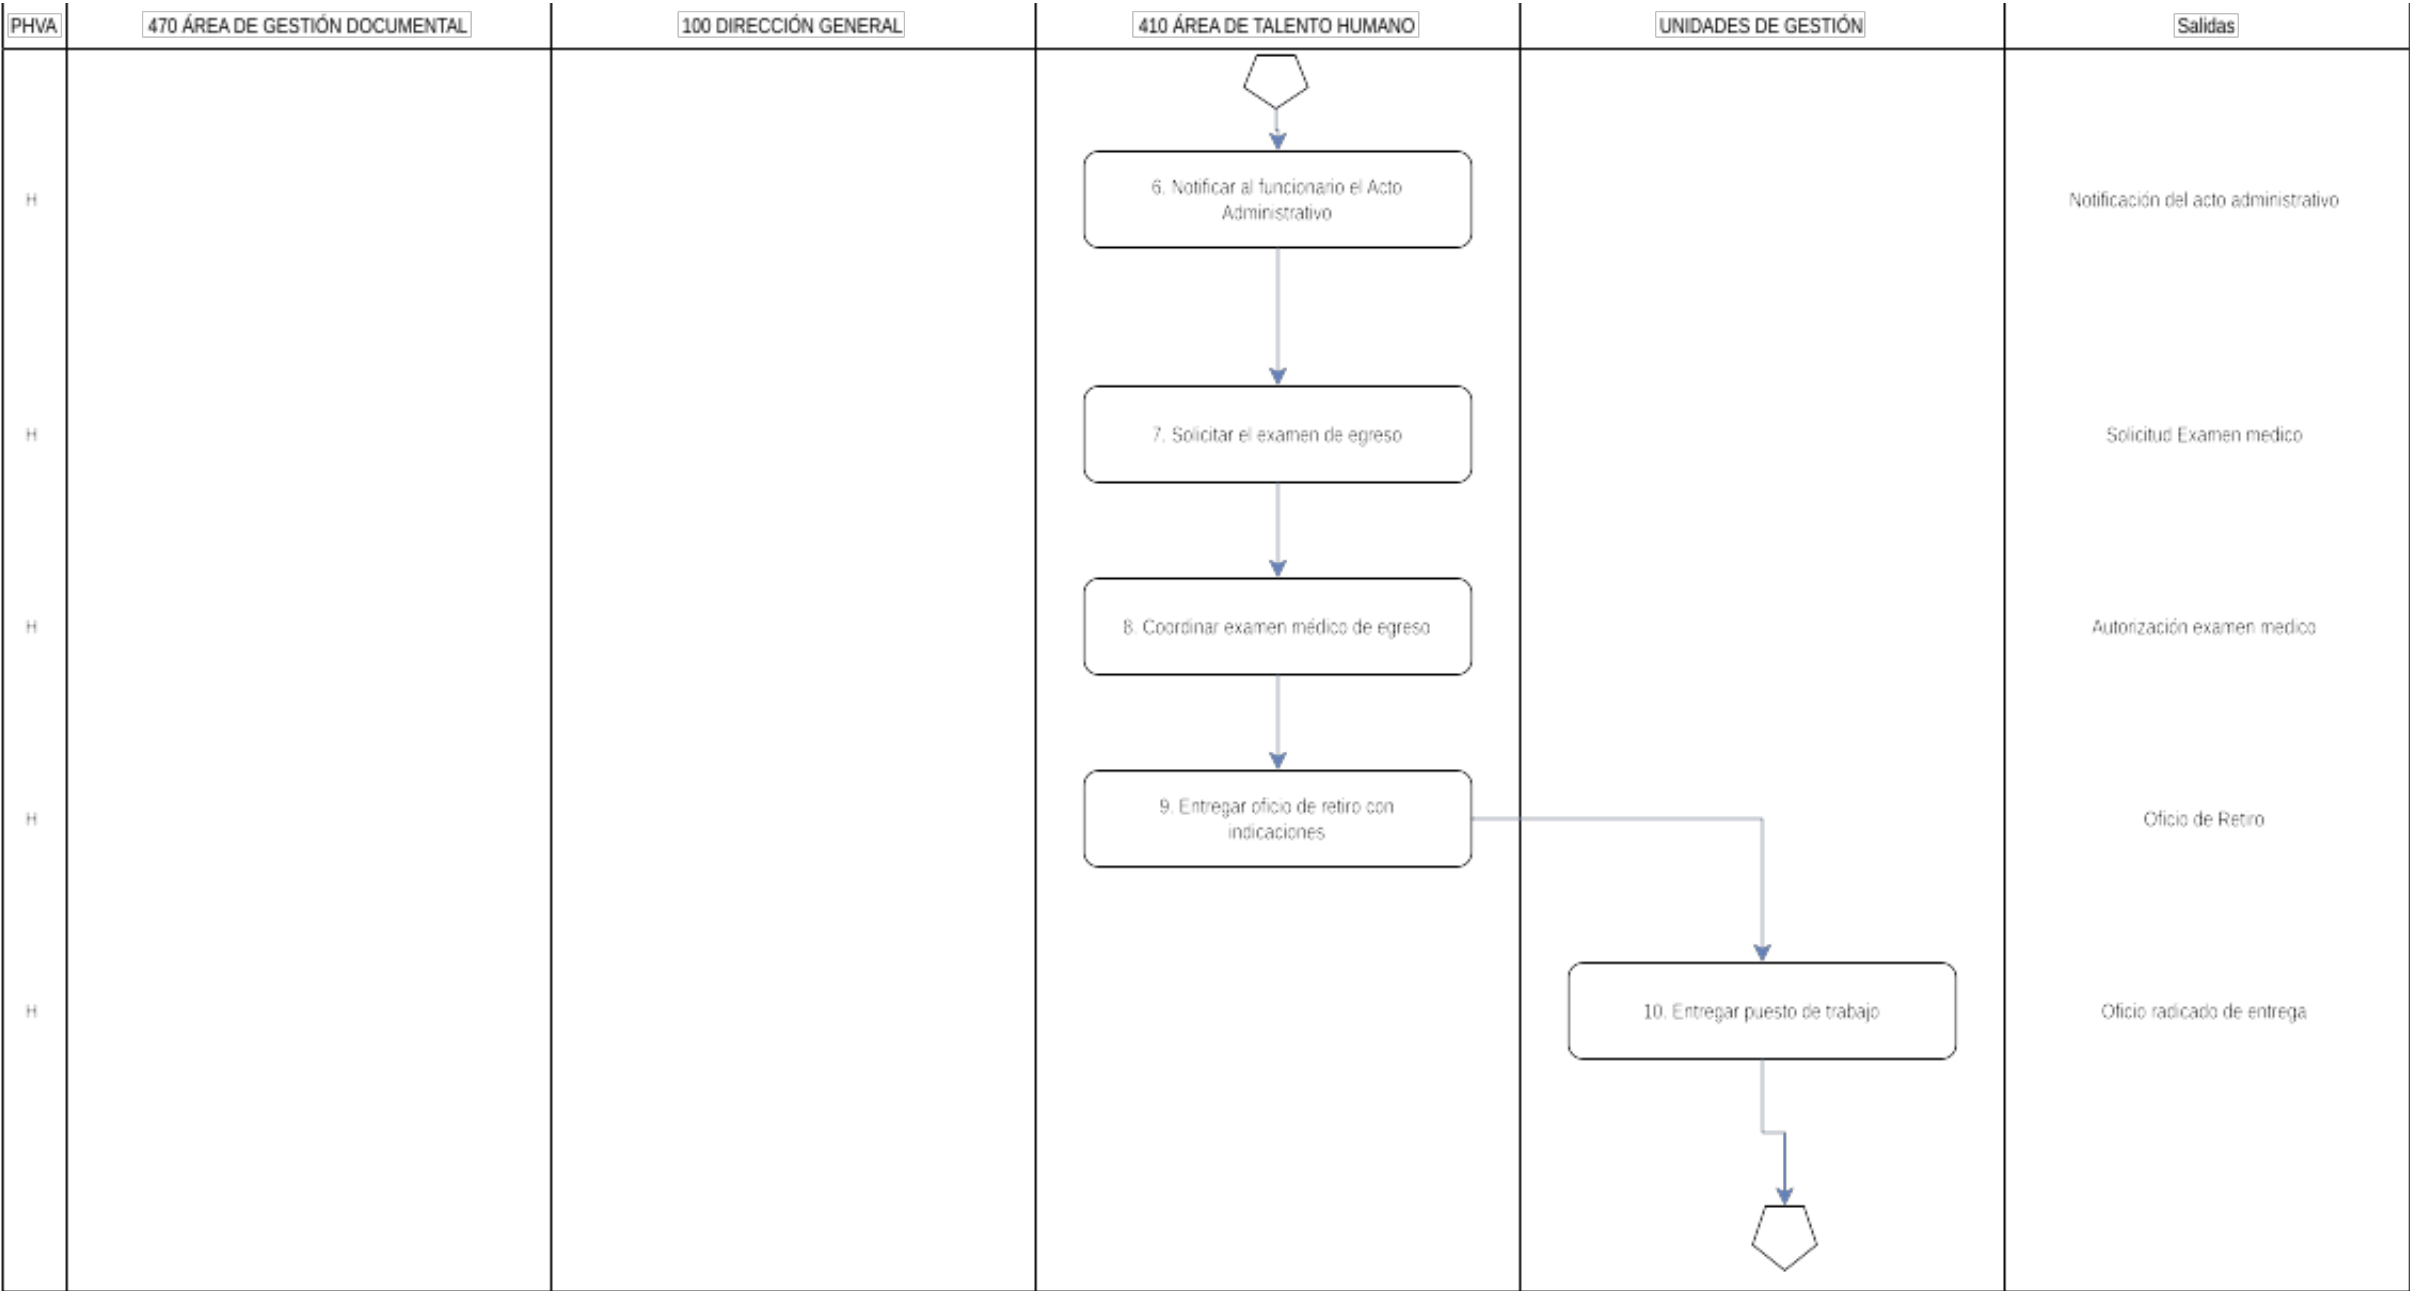 PHVA
470 ÁREA DE GESTIÓN DOCUMENTAL
100 DIRECCIÓN GENERAL
410 ÁREA DE TALENTO HUMANO
UNIDADES DE GESTIÓN
Salidas
H
6. Notificar al funcionario el Acto
Administrativo
Notificación del acto administrativo
H
7. Solicitar el examen de egreso
Solicitud Examen medico
H
8. Coordinar examen médico de egreso
Autorización examen medico
H
9. Entregar oficio de retiro con
indicaciones
Oficio de Retiro
H
10. Entregar puesto de trabajo
Oficio radicado de entrega